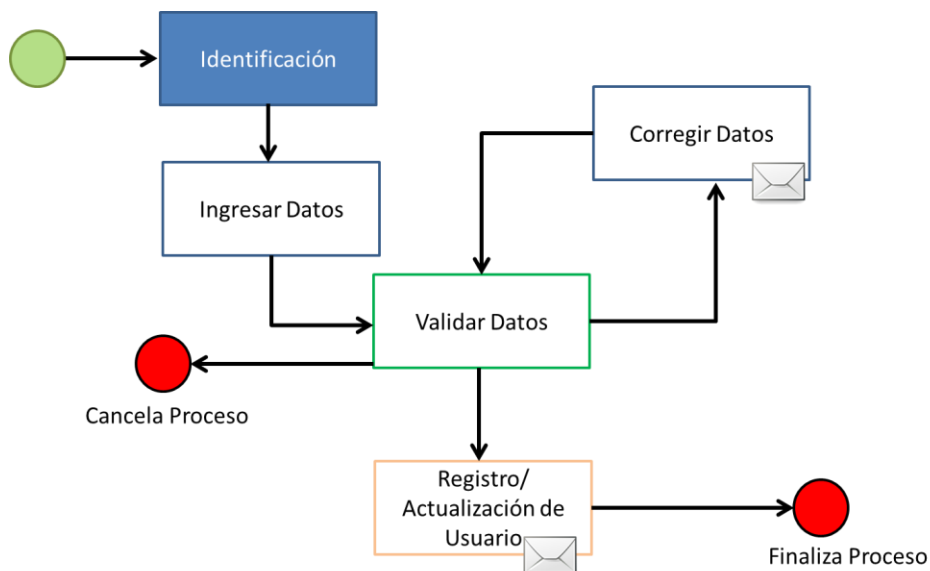 Identificación
Corregir Datos
Ingresar Datos
Validar Datos
Cancela Proceso
Registro/
Actualización de
Usuario
Finaliza Proceso